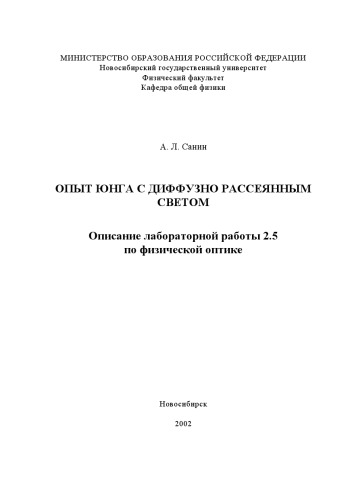 МИНИСТЕРСТВО ОБРАЗОВАНИЯ РОССИЙСКОЙ ФЕДЕРАЦИИ
Новосибирский государственный университет
Физический факультет
Кафедра общей физики
А. Л. Санин
ОПЫТ ЮНГА С ДИФФУЗНО РАССЕЯННЫМ
СВЕТОМ
Описание лабораторной работы 2.5
по физической оптике
Новосибирск
2002